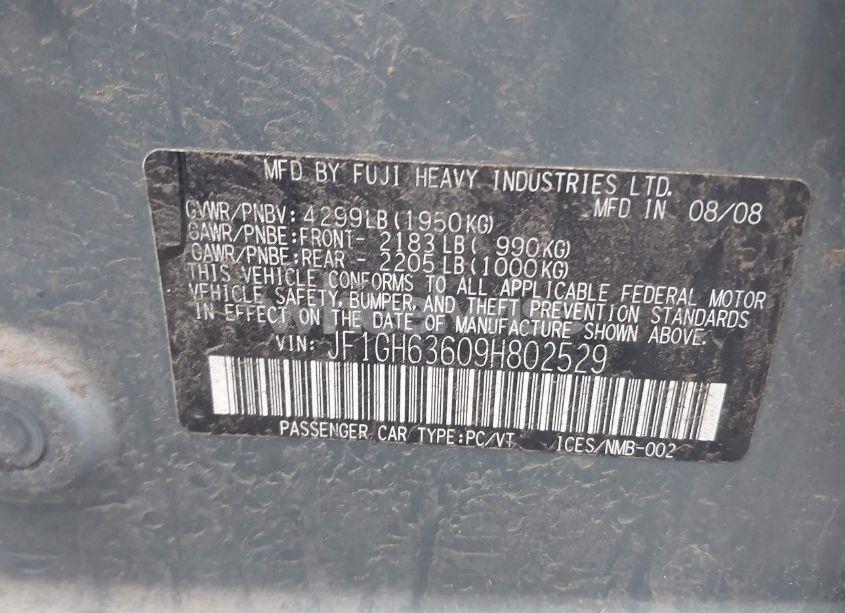 MFD BY FUJI HEAVY INDUSTRIES LTD.
GVWR/PNBV: 4299LB(1950KG) MFD IN 08/08
GAWR/PNBE:FRONT- 2183LB( 990KG)
GAWR/PNBE:REAR - 2205LB(1000KG)
THIS VEHICLE CONFORMS TO ALL APPLICABLE FEDERAL MOTOR
VEHICLE SAFETY, BUMPER, AND THEFT PREVENTION STANDARDS
IN EFFECT ON THE DATE OF MANUFACTURE SHOWN ABOVE.
VIN: JF1GH63609H802529
PASSENGER CAR TYPE:PC/VT ICES/NMB-002